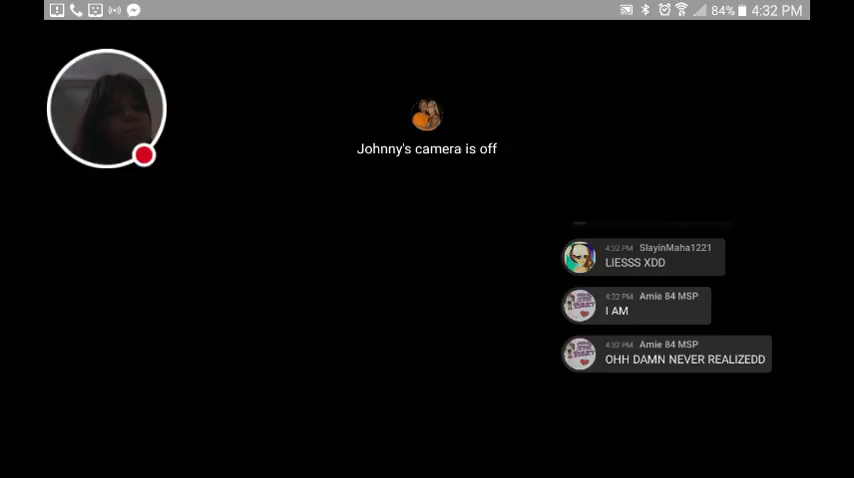 84% 4:32 PM
Johnny's camera is off
4:32 PM SlayinMaha1221
LIESSS XDD
4:32 PM Amie 84 MSP
I AM
4:32 PM Amie 84 MSP
OHH DAMN NEVER REALIZEDD